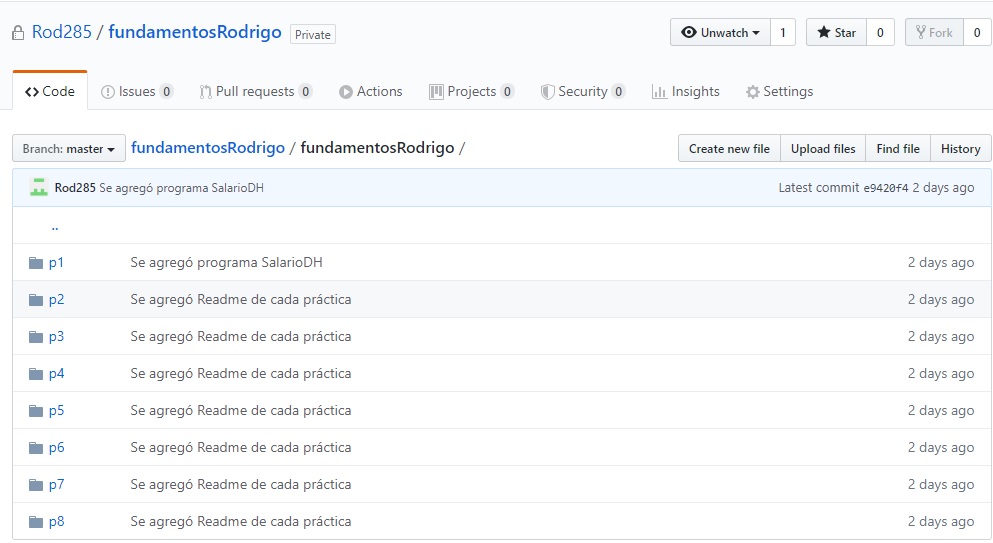 Rod285 / fundamentosRodrigo Private Unwatch 1 Star 0 Fork 0
Code Issues 0 Pull requests 0 Actions Projects 0 Security 0 Insights Settings
Branch: master fundamentosRodrigo / fundamentosRodrigo / Create new file Upload files Find file History
Rod285 Se agregó programa SalarioDH Latest commit e9420f4 2 days ago
..
p1 Se agregó programa SalarioDH 2 days ago
p2 Se agregó Readme de cada práctica 2 days ago
p3 Se agregó Readme de cada práctica 2 days ago
p4 Se agregó Readme de cada práctica 2 days ago
p5 Se agregó Readme de cada práctica 2 days ago
p6 Se agregó Readme de cada práctica 2 days ago
p7 Se agregó Readme de cada práctica 2 days ago
p8 Se agregó Readme de cada práctica 2 days ago